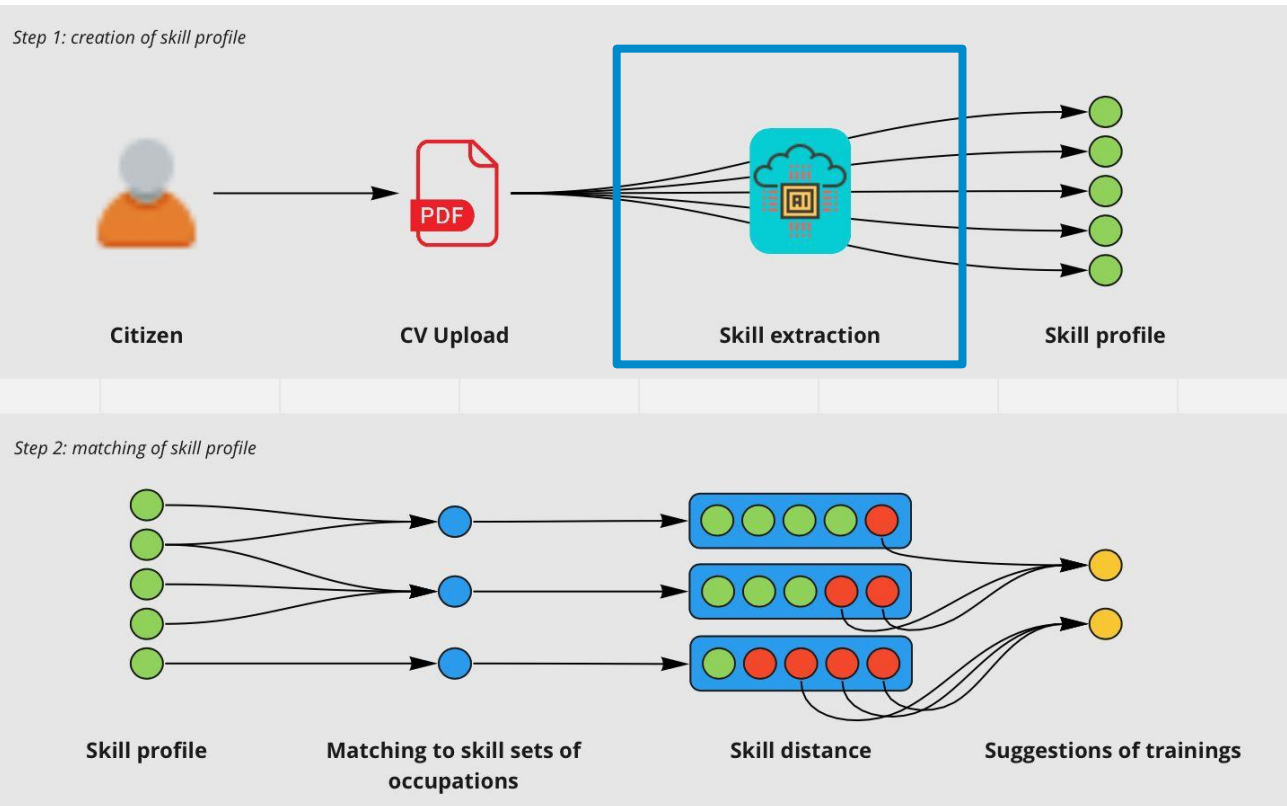 Step 1: creation of skill profile
PDF
AI
Citizen
CV Upload
Skill extraction
Skill profile
Step 2: matching of skill profile
Skill profile
Matching to skill sets of
occupations
Skill distance
Suggestions of trainings